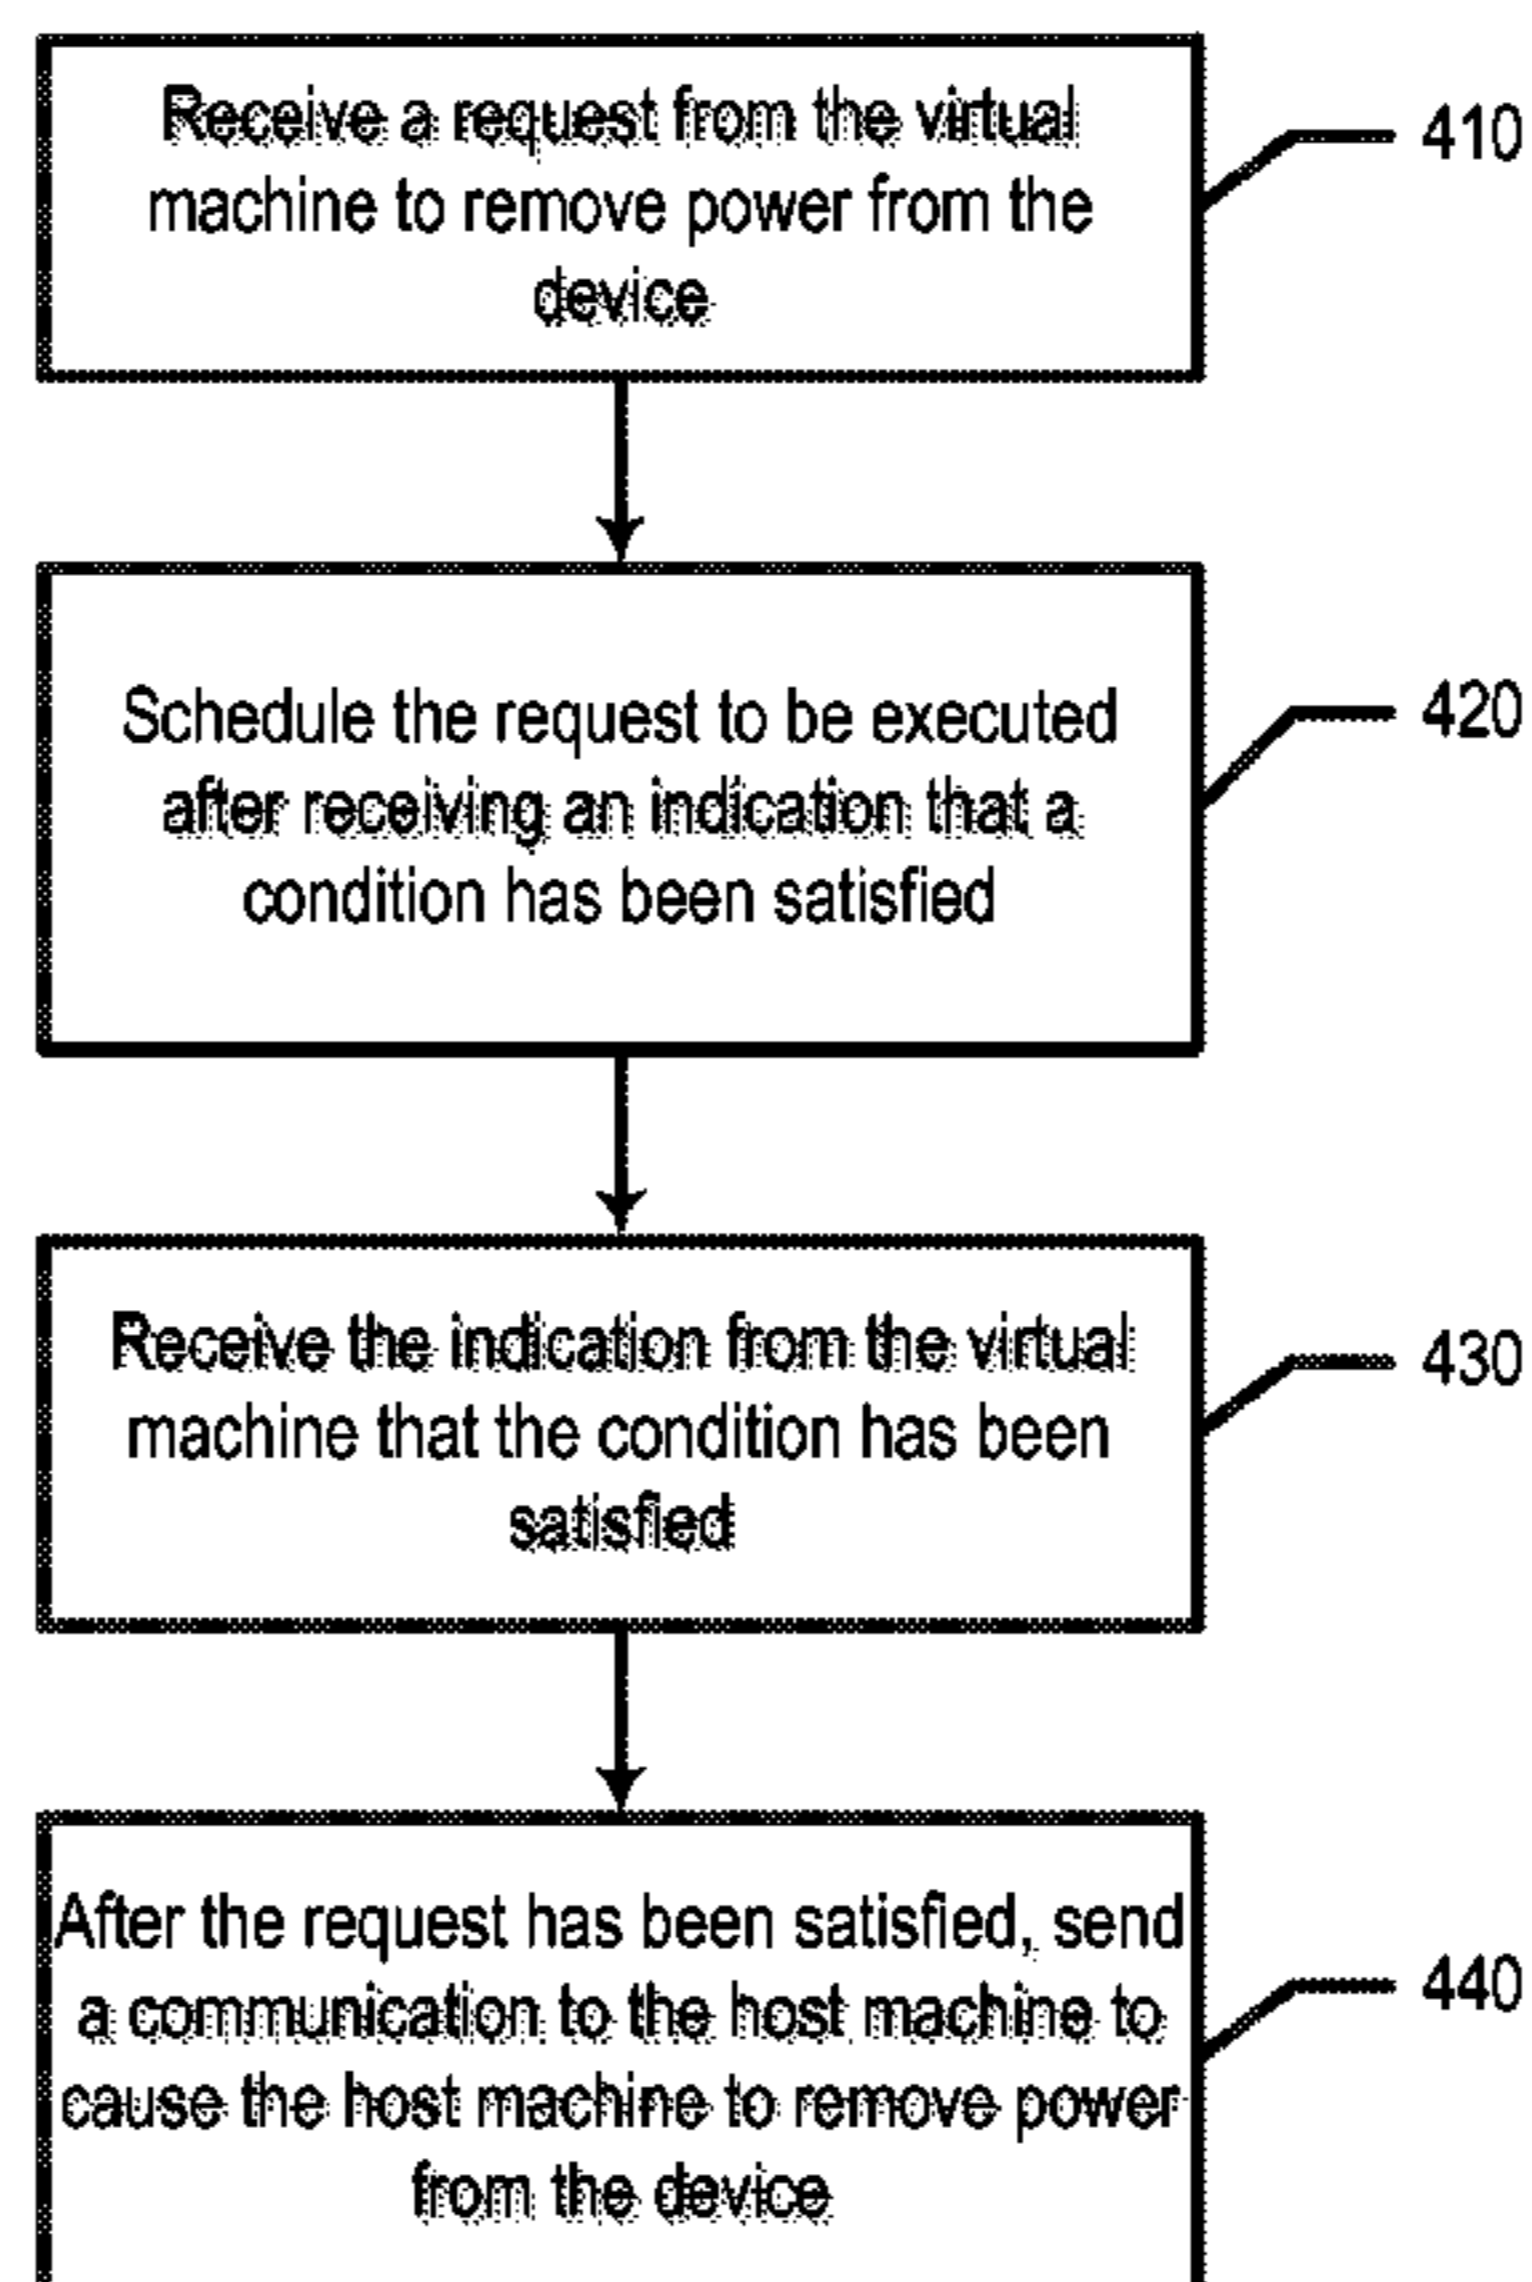 Receive a request from the virtual
machine to remove power from the
device
410
Schedule the request to be executed
after receiving an indication that a
condition has been satisfied
420
Receive the indication from the virtual
machine that the condition has been
satisfied
430
After the request has been satisfied, send
a communication to the host machine to
cause the host machine to remove power
from the device
440